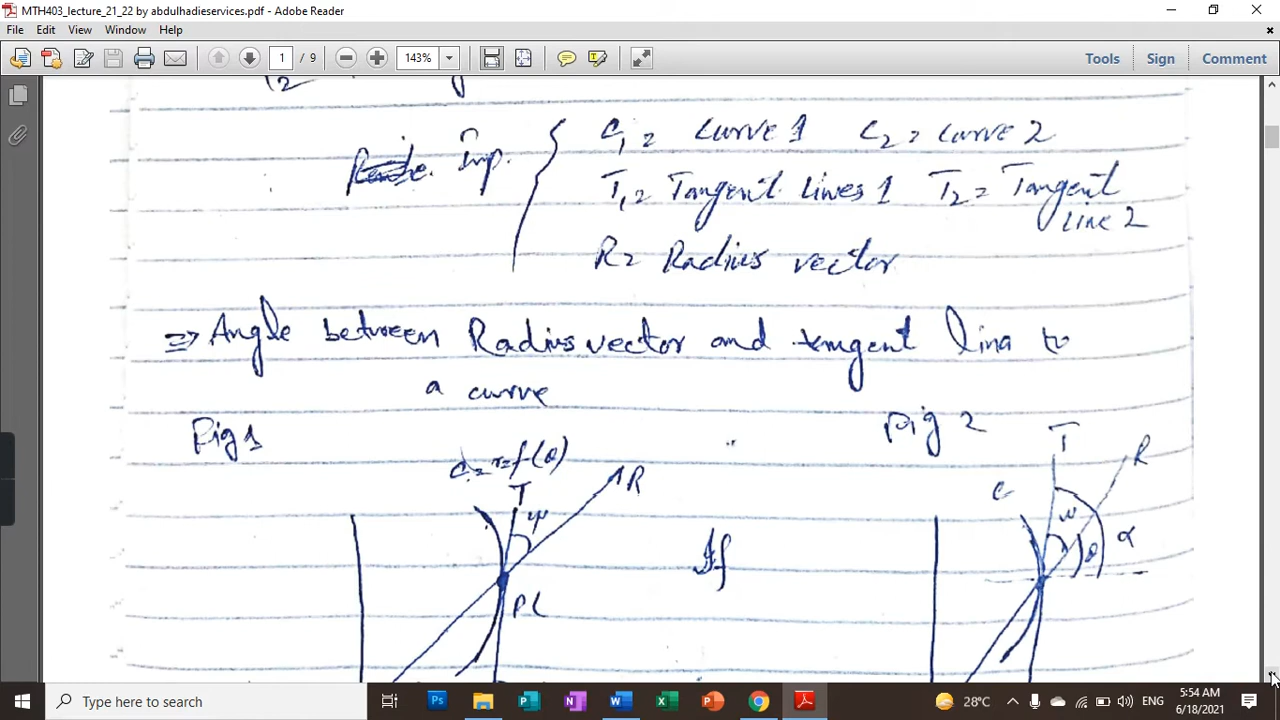 MTH403_lecture_21_22 by abdulhadieservices.pdf - Adobe Reader
File Edit View Window Help
1 / 9 143% Tools Sign Comment
T2
Imp. C1 = Curve 1 C2 = Curve 2
T1 = Tangent lines 1 T2 = Tangent
line 2
R = Radius vector
=> Angle between Radius vector and tangent line to
a curve
Fig 1
Fig 2
C = r = f(θ)
T
R
ψ
T
R
C
ψ
θ
α
If
P(
Type here to search
28°C ENG 5:54 AM
6/18/2021